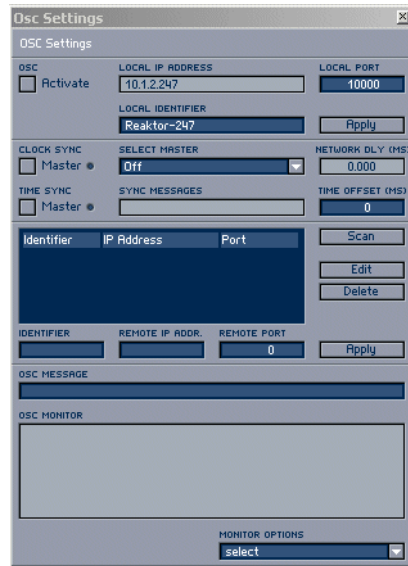 Osc Settings
OSC Settings
OSC LOCAL IP ADDRESS LOCAL PORT
Activate 10.1.2.247 10000
LOCAL IDENTIFIER
Reaktor-247 Apply
CLOCK SYNC SELECT MASTER NETWORK DLY (MS)
Master Off 0.000
TIME SYNC SYNC MESSAGES TIME OFFSET (MS)
Master 0
Identifier IP Address Port Scan
Edit
Delete
IDENTIFIER REMOTE IP ADDR. REMOTE PORT
0 Apply
OSC MESSAGE
OSC MONITOR
MONITOR OPTIONS
select